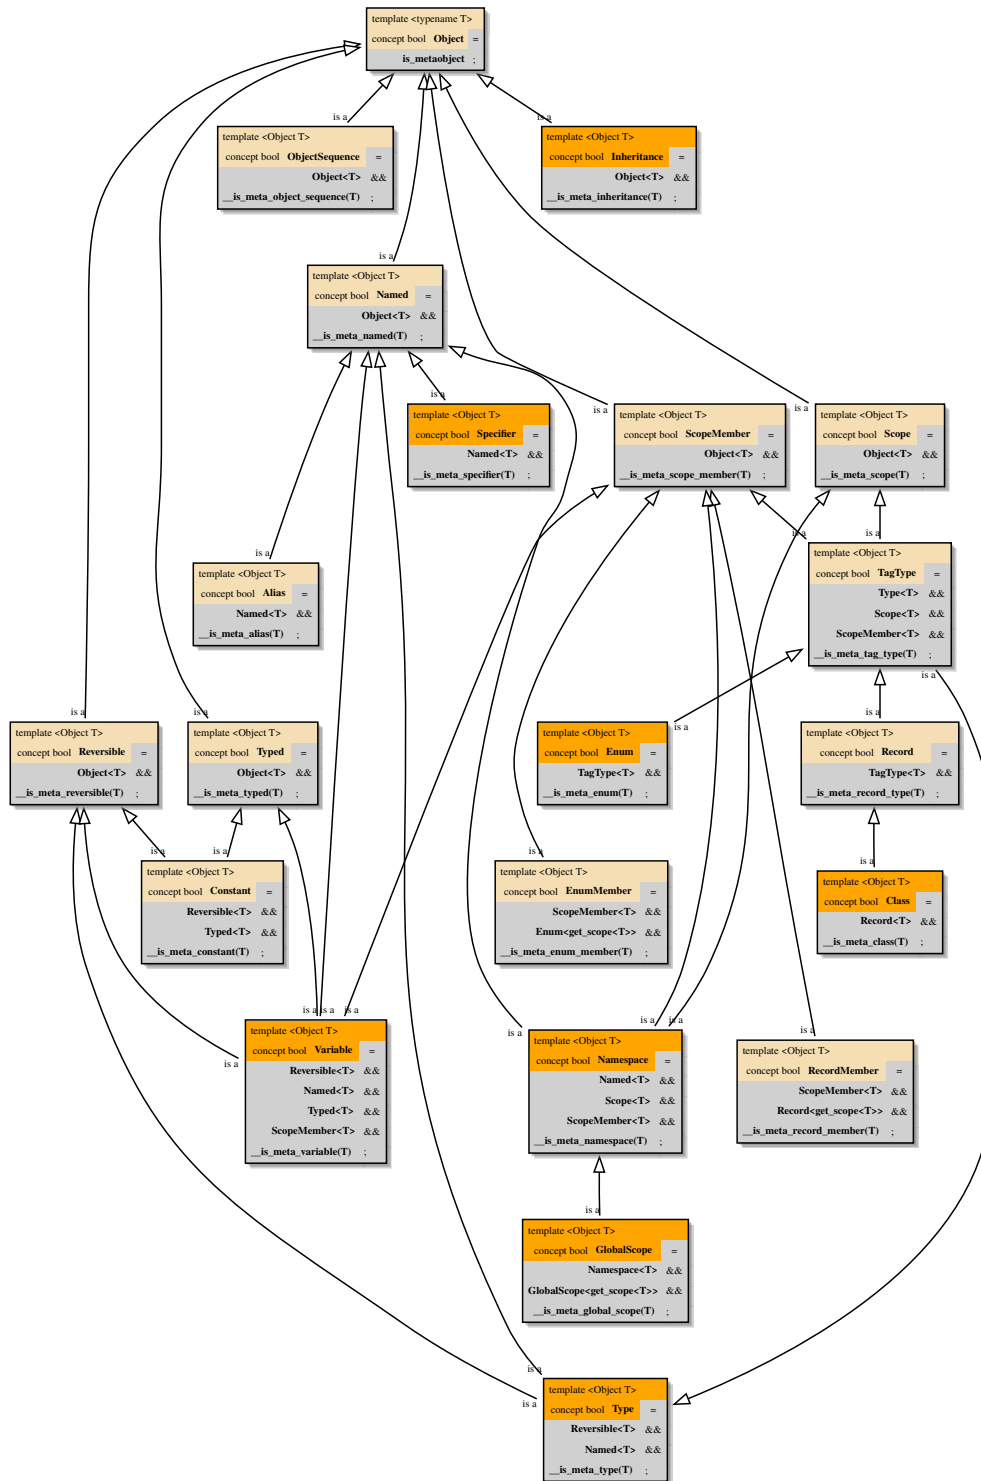 template <typename T>
concept bool Object =
is_metaobject ;
is a
is a
template <Object T>
concept bool ObjectSequence =
Object<T> &&
__is_meta_object_sequence(T) ;
template <Object T>
concept bool Inheritance =
Object<T> &&
__is_meta_inheritance(T) ;
is a
template <Object T>
concept bool Named =
Object<T> &&
__is_meta_named(T) ;
is a
is a
is a
template <Object T>
concept bool Specifier =
Named<T> &&
__is_meta_specifier(T) ;
template <Object T>
concept bool ScopeMember =
Object<T> &&
__is_meta_scope_member(T) ;
template <Object T>
concept bool Scope =
Object<T> &&
__is_meta_scope(T) ;
is a
is a
is a
template <Object T>
concept bool Alias =
Named<T> &&
__is_meta_alias(T) ;
template <Object T>
concept bool TagType =
Type<T> &&
Scope<T> &&
ScopeMember<T> &&
__is_meta_tag_type(T) ;
is a
is a
is a
is a
is a
template <Object T>
concept bool Reversible =
Object<T> &&
__is_meta_reversible(T) ;
template <Object T>
concept bool Typed =
Object<T> &&
__is_meta_typed(T) ;
template <Object T>
concept bool Enum =
TagType<T> &&
__is_meta_enum(T) ;
template <Object T>
concept bool Record =
TagType<T> &&
__is_meta_record_type(T) ;
is a
is a
is a
is a
template <Object T>
concept bool Constant =
Reversible<T> &&
Typed<T> &&
__is_meta_constant(T) ;
template <Object T>
concept bool EnumMember =
ScopeMember<T> &&
Enum<get_scope<T>> &&
__is_meta_enum_member(T) ;
template <Object T>
concept bool Class =
Record<T> &&
__is_meta_class(T) ;
is a
is a
is a
is a
is a
is a
is a
is a
template <Object T>
concept bool Variable =
Reversible<T> &&
Named<T> &&
Typed<T> &&
ScopeMember<T> &&
__is_meta_variable(T) ;
template <Object T>
concept bool Namespace =
Named<T> &&
Scope<T> &&
ScopeMember<T> &&
__is_meta_namespace(T) ;
template <Object T>
concept bool RecordMember =
ScopeMember<T> &&
Record<get_scope<T>> &&
__is_meta_record_member(T) ;
is a
template <Object T>
concept bool GlobalScope =
Namespace<T> &&
GlobalScope<get_scope<T>> &&
__is_meta_global_scope(T) ;
is a
is a
template <Object T>
concept bool Type =
Reversible<T> &&
Named<T> &&
__is_meta_type(T) ;